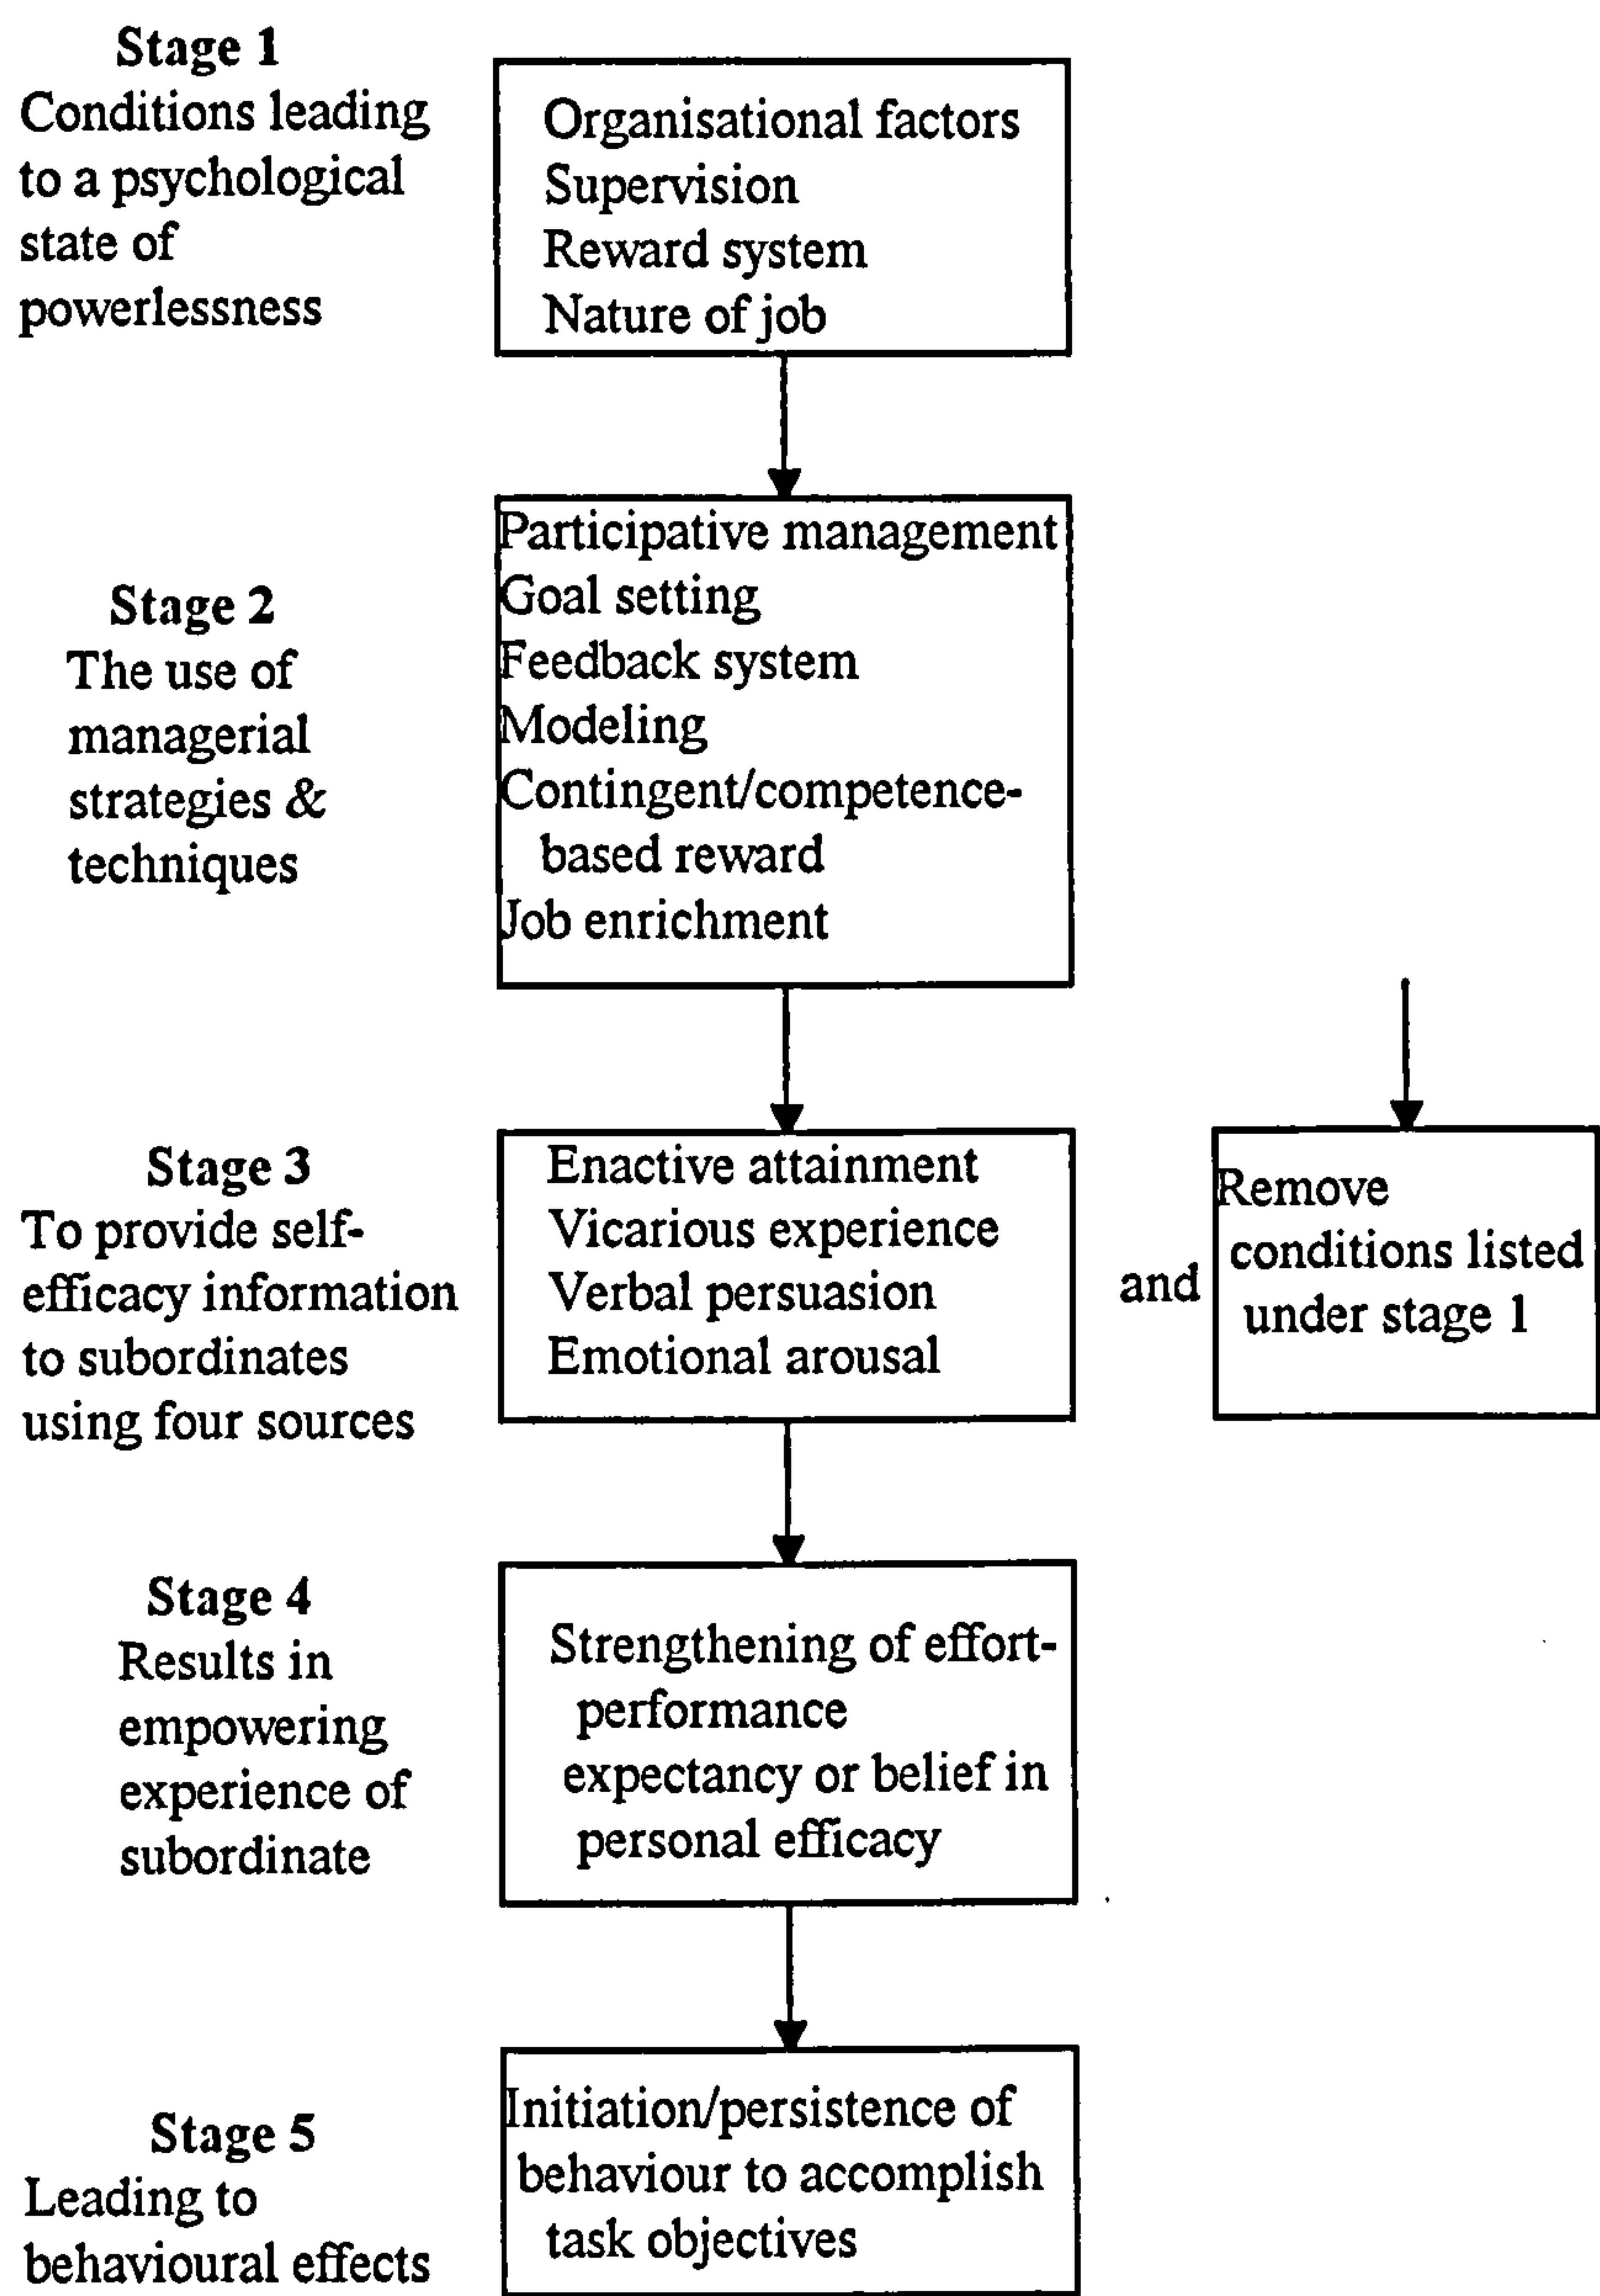 Stage 1
Conditions leading
to a psychological
state of
powerlessness
Organisational factors
Supervision
Reward system
Nature of job
Stage 2
The use of
managerial
strategies &
techniques
Participative management
Goal setting
Feedback system
Modeling
Contingent/competence-
based reward
Job enrichment
Stage 3
To provide self-
efficacy information
to subordinates
using four sources
Enactive attainment
Vicarious experience
Verbal persuasion
Emotional arousal
and
Remove
conditions listed
under stage 1
Stage 4
Results in
empowering
experience of
subordinate
Strengthening of effort-
performance
expectancy or belief in
personal efficacy
Stage 5
Leading to
behavioural effects
Initiation/persistence of
behaviour to accomplish
task objectives